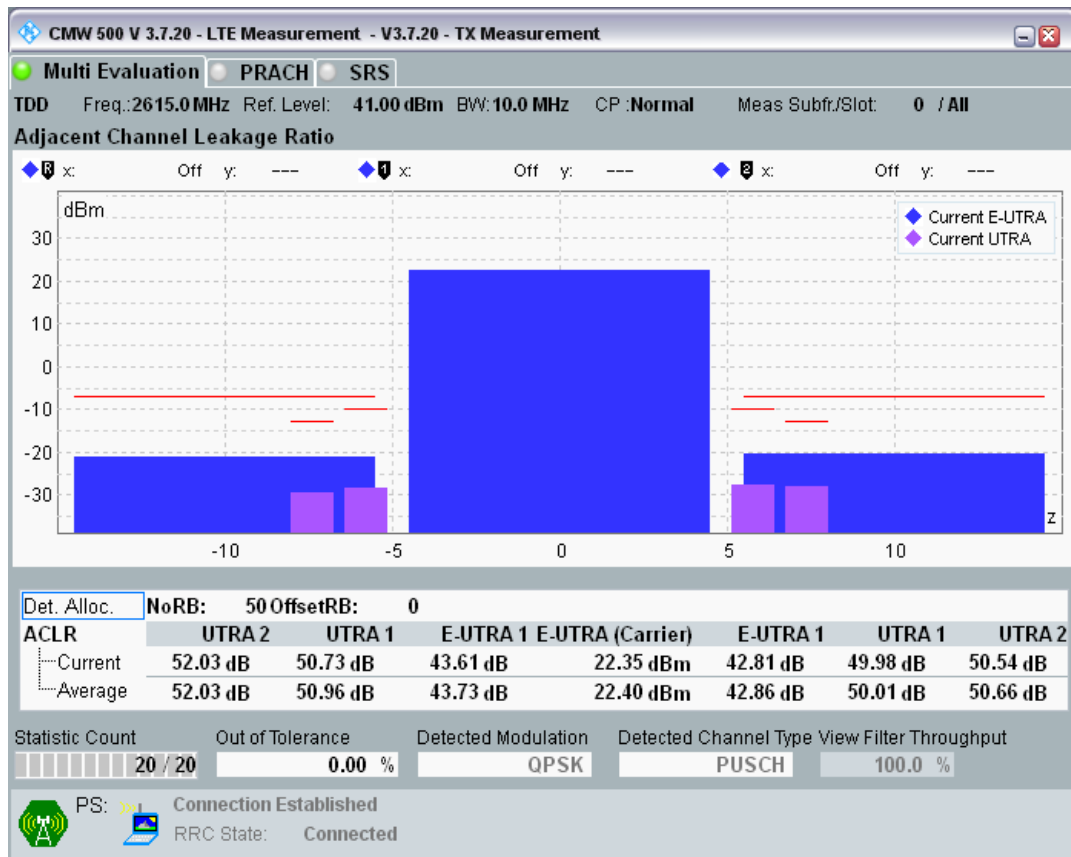 CMW 500 V 3.7.20 - LTE Measurement - V3.7.20 - TX Measurement
Multi Evaluation PRACH SRS
TDD Freq.:2615.0 MHz Ref. Level: 41.00 dBm BW:10.0 MHz CP :Normal Meas Subfr./Slot: 0 / All
Adjacent Channel Leakage Ratio
R x: Off y: --- 1 x: Off y: --- 2 x: Off y: ---
dBm
Current E-UTRA
Current UTRA
30
20
10
0
-10
-20
-30
z
-10 -5 0 5 10
Det. Alloc. NoRB: 50 OffsetRB: 0
ACLR UTRA 2 UTRA 1 E-UTRA 1 E-UTRA (Carrier) E-UTRA 1 UTRA 1 UTRA 2
Current 52.03 dB 50.73 dB 43.61 dB 22.35 dBm 42.81 dB 49.98 dB 50.54 dB
Average 52.03 dB 50.96 dB 43.73 dB 22.40 dBm 42.86 dB 50.01 dB 50.66 dB
Statistic Count Out of Tolerance Detected Modulation Detected Channel Type View Filter Throughput
20 / 20 0.00 % QPSK PUSCH 100.0 %
PS: Connection Established
RRC State: Connected